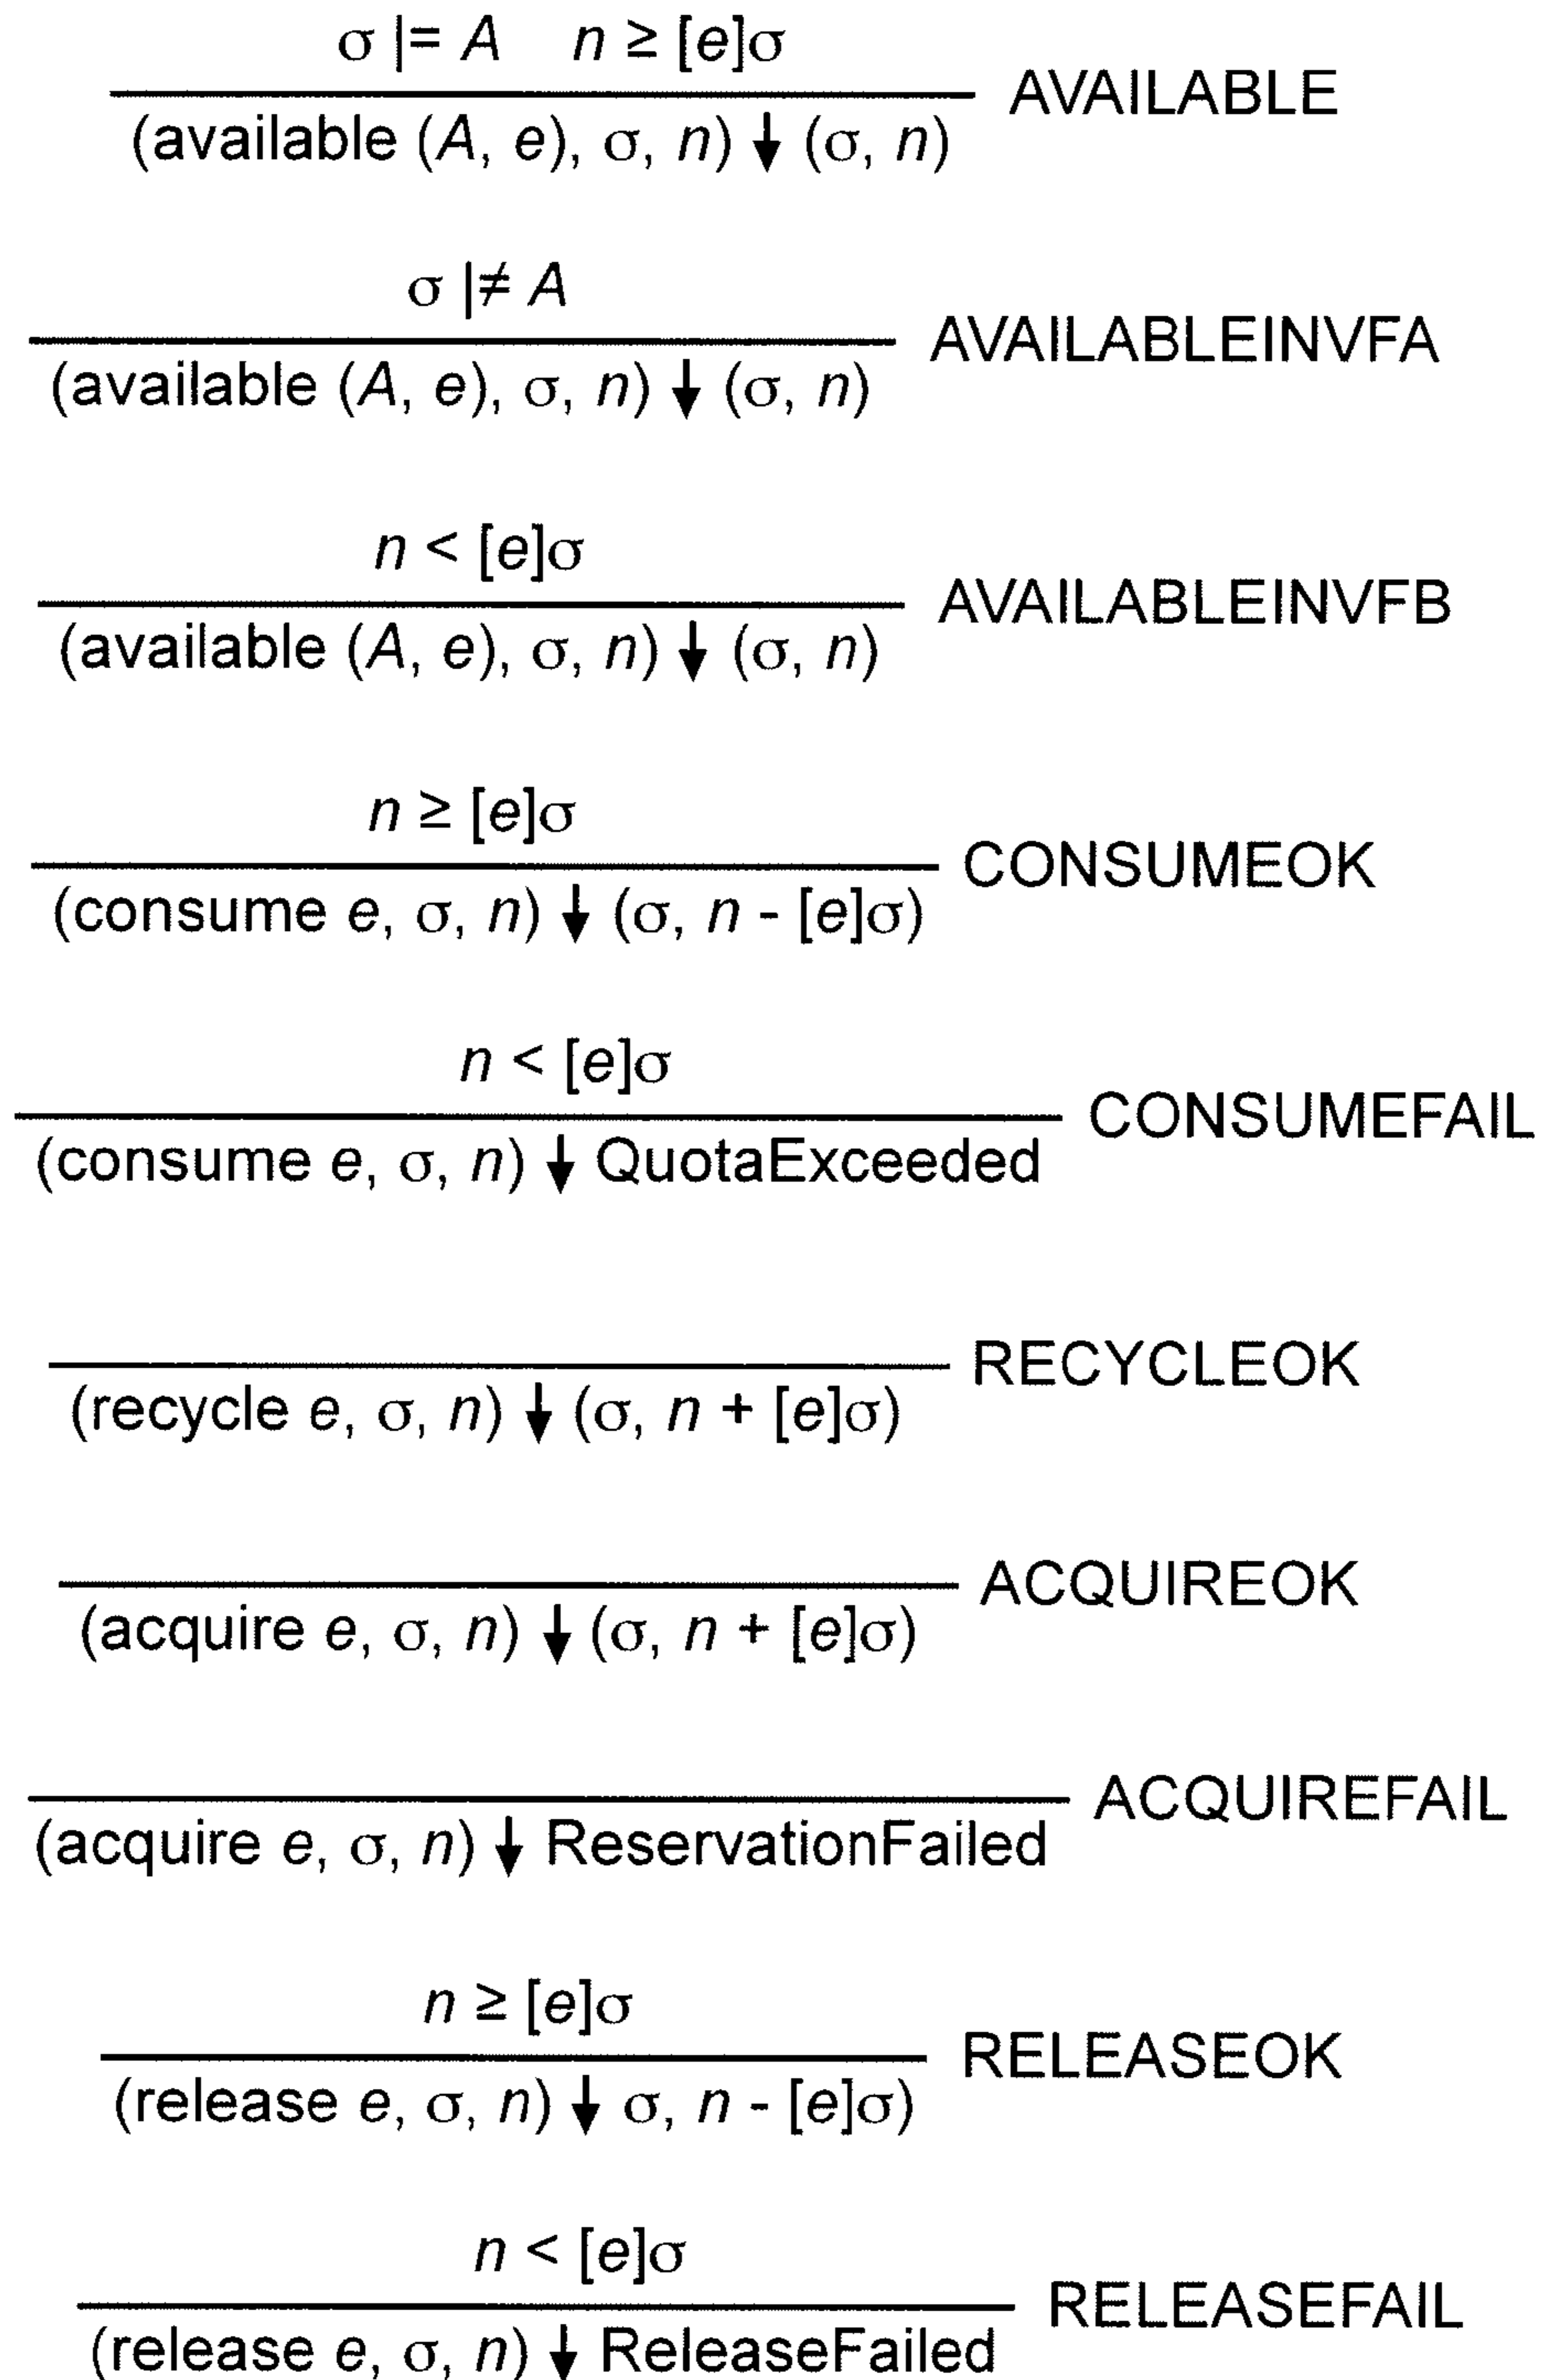 σ |= A n ≥ [e]σ
AVAILABLE
(available (A, e), σ, n) ↓ (σ, n)
σ |≠ A
AVAILABLEINVFA
(available (A, e), σ, n) ↓ (σ, n)
n < [e]σ
AVAILABLEINVFB
(available (A, e), σ, n) ↓ (σ, n)
n ≥ [e]σ
CONSUMEOK
(consume e, σ, n) ↓ (σ, n - [e]σ)
n < [e]σ
CONSUMEFAIL
(consume e, σ, n) ↓ QuotaExceeded
RECYCLEOK
(recycle e, σ, n) ↓ (σ, n + [e]σ)
ACQUIREOK
(acquire e, σ, n) ↓ (σ, n + [e]σ)
ACQUIREFAIL
(acquire e, σ, n) ↓ ReservationFailed
n ≥ [e]σ
RELEASEOK
(release e, σ, n) ↓ σ, n - [e]σ)
n < [e]σ
RELEASEFAIL
(release e, σ, n) ↓ ReleaseFailed